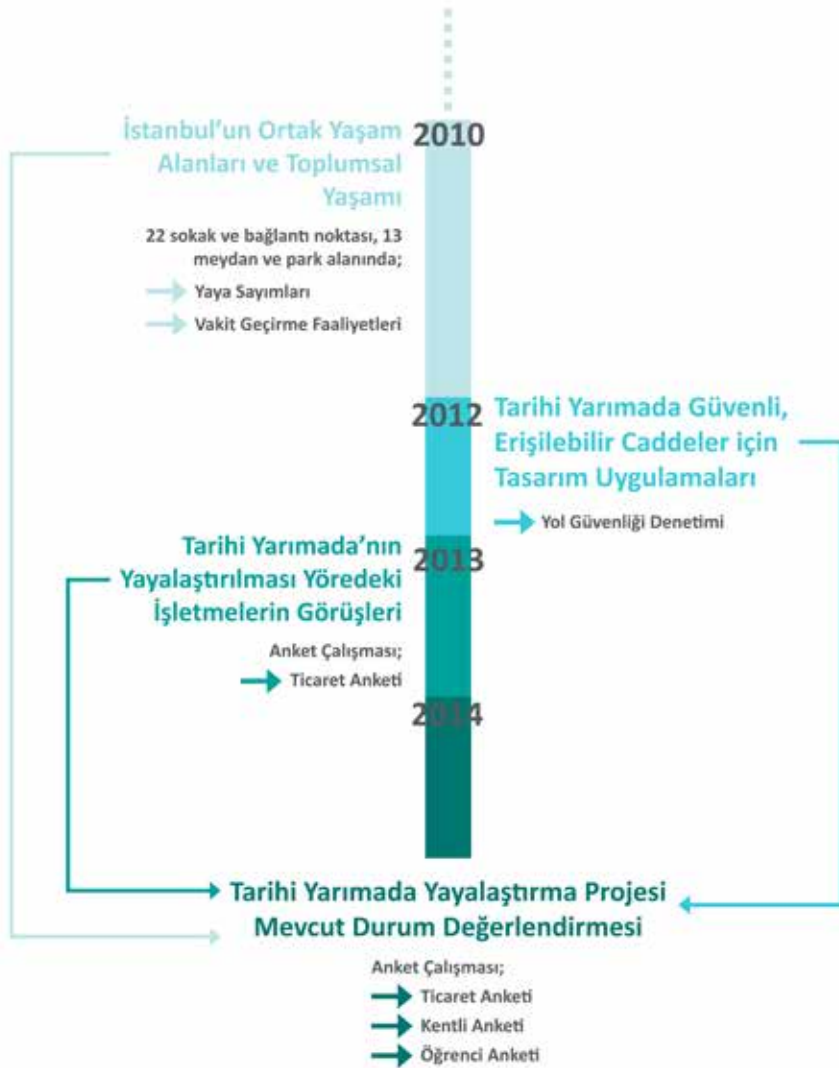 2010
İstanbul'un Ortak Yaşam
Alanları ve Toplumsal
Yaşamı
22 sokak ve bağlantı noktası, 13
meydan ve park alanında;
Yaya Sayımları
Vakit Geçirme Faaliyetleri
2012
Tarihi Yarımada Güvenli,
Erişilebilir Caddeler için
Tasarım Uygulamaları
Yol Güvenliği Denetimi
2013
Tarihi Yarımada'nın
Yayalaştırılması Yöredeki
İşletmelerin Görüşleri
Anket Çalışması;
Ticaret Anketi
2014
Tarihi Yarımada Yayalaştırma Projesi
Mevcut Durum Değerlendirmesi
Anket Çalışması;
Ticaret Anketi
Kentli Anketi
Öğrenci Anketi